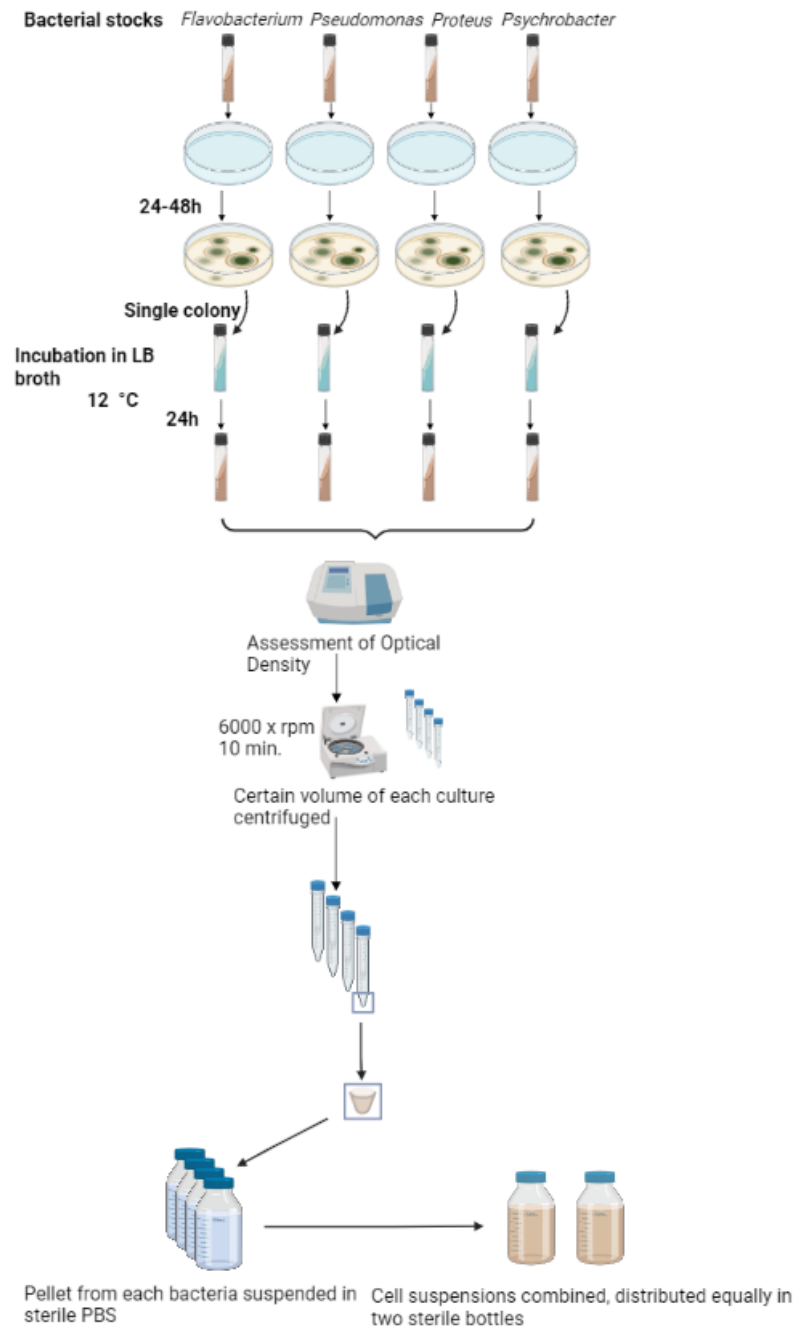 Bacterial stocks Flavobacterium Pseudomonas Proteus Psychrobacter
24-48h
Single colony
Incubation in LB
broth
12 °C
24h
Assessment of Optical
Density
6000 x rpm
10 min.
Certain volume of each culture
centrifuged
Pellet from each bacteria suspended in
sterile PBS
Cell suspensions combined, distributed equally in
two sterile bottles